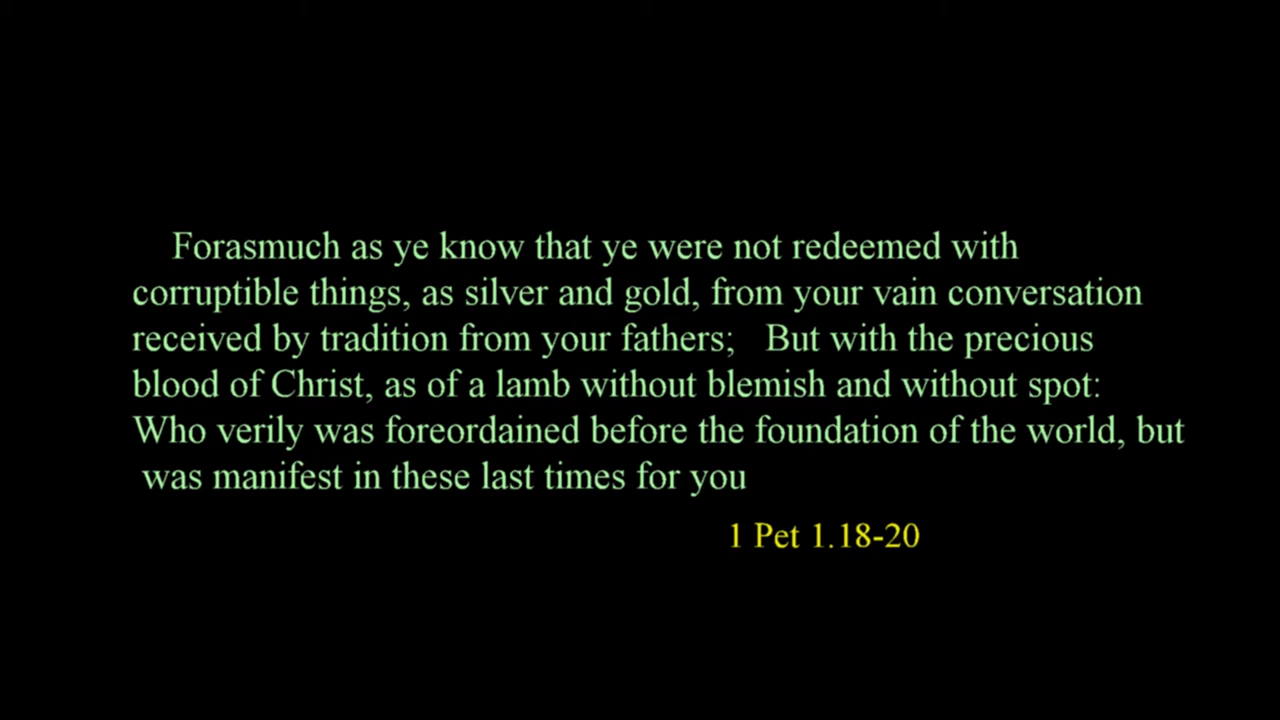 Forasmuch as ye know that ye were not redeemed with
corruptible things, as silver and gold, from your vain conversation
received by tradition from your fathers;   But with the precious
blood of Christ, as of a lamb without blemish and without spot:
Who verily was foreordained before the foundation of the world, but
was manifest in these last times for you
1 Pet 1.18-20